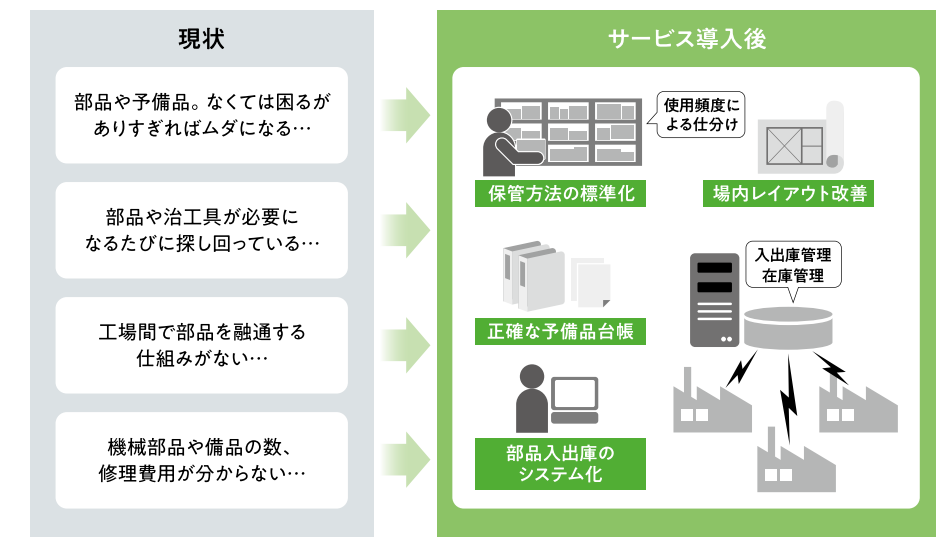 現状
部品や予備品。なくては困るが
ありすぎればムダになる…
部品や治工具が必要に
なるたびに探し回っている…
工場間で部品を融通する
仕組みがない…
機械部品や備品の数、
修理費用が分からない…
サービス導入後
使用頻度に
よる仕分け
保管方法の標準化
場内レイアウト改善
正確な予備品台帳
入出庫管理
在庫管理
部品入出庫の
システム化